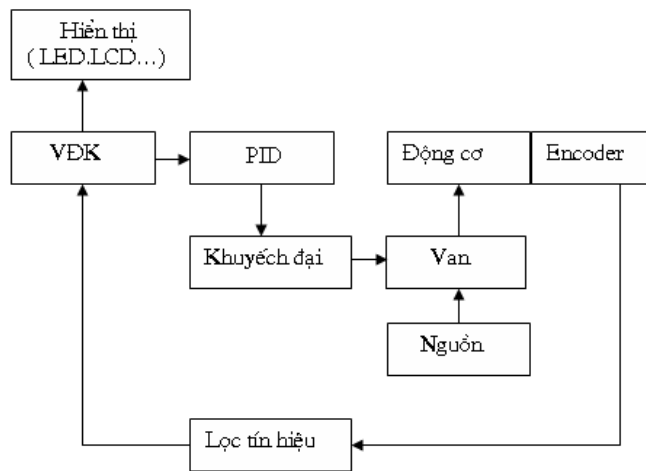 Hiển thị
( LED.LCD...)
VĐK
PID
Động cơ
Encoder
Khuyếch đại
Van
Nguồn
Lọc tín hiệu